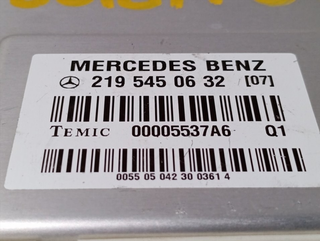 MERCEDES BENZ
219 545 06 32 [07]
TEMIC 00005537A6 Q1
0055 05 042 30 0361 4